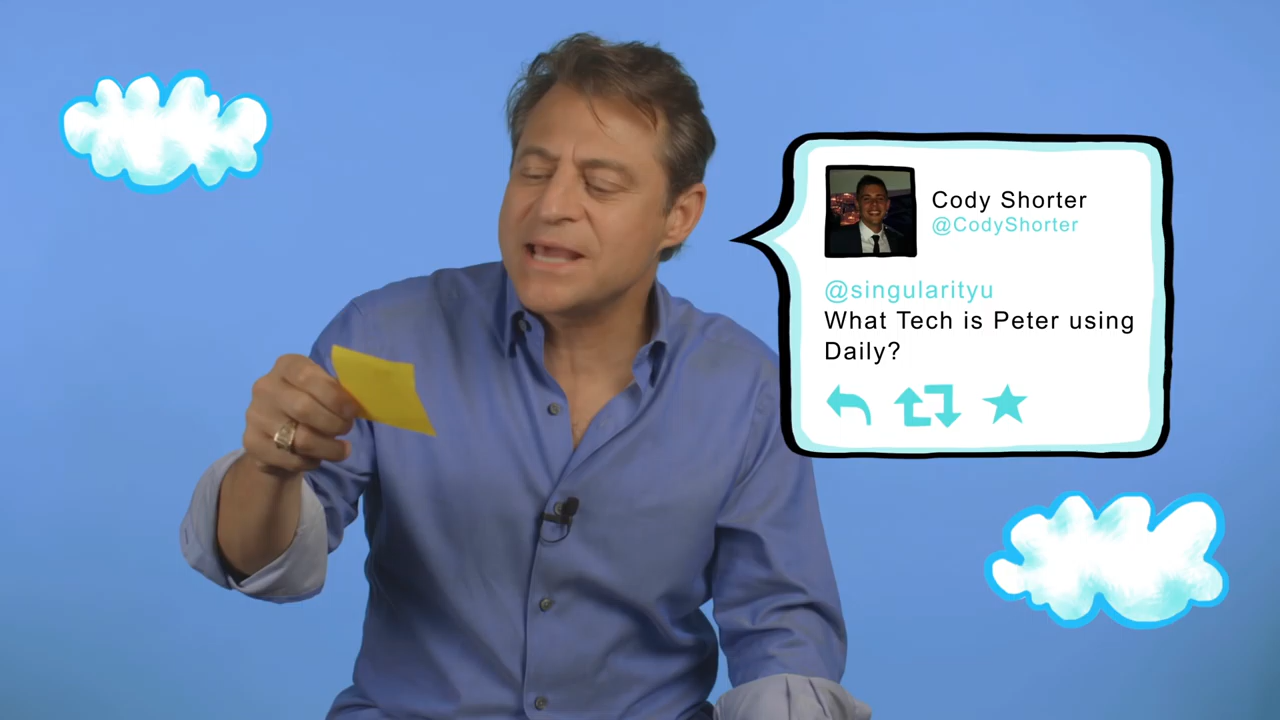 Cody Shorter
@CodyShorter
@singularityu
What Tech is Peter using
Daily?